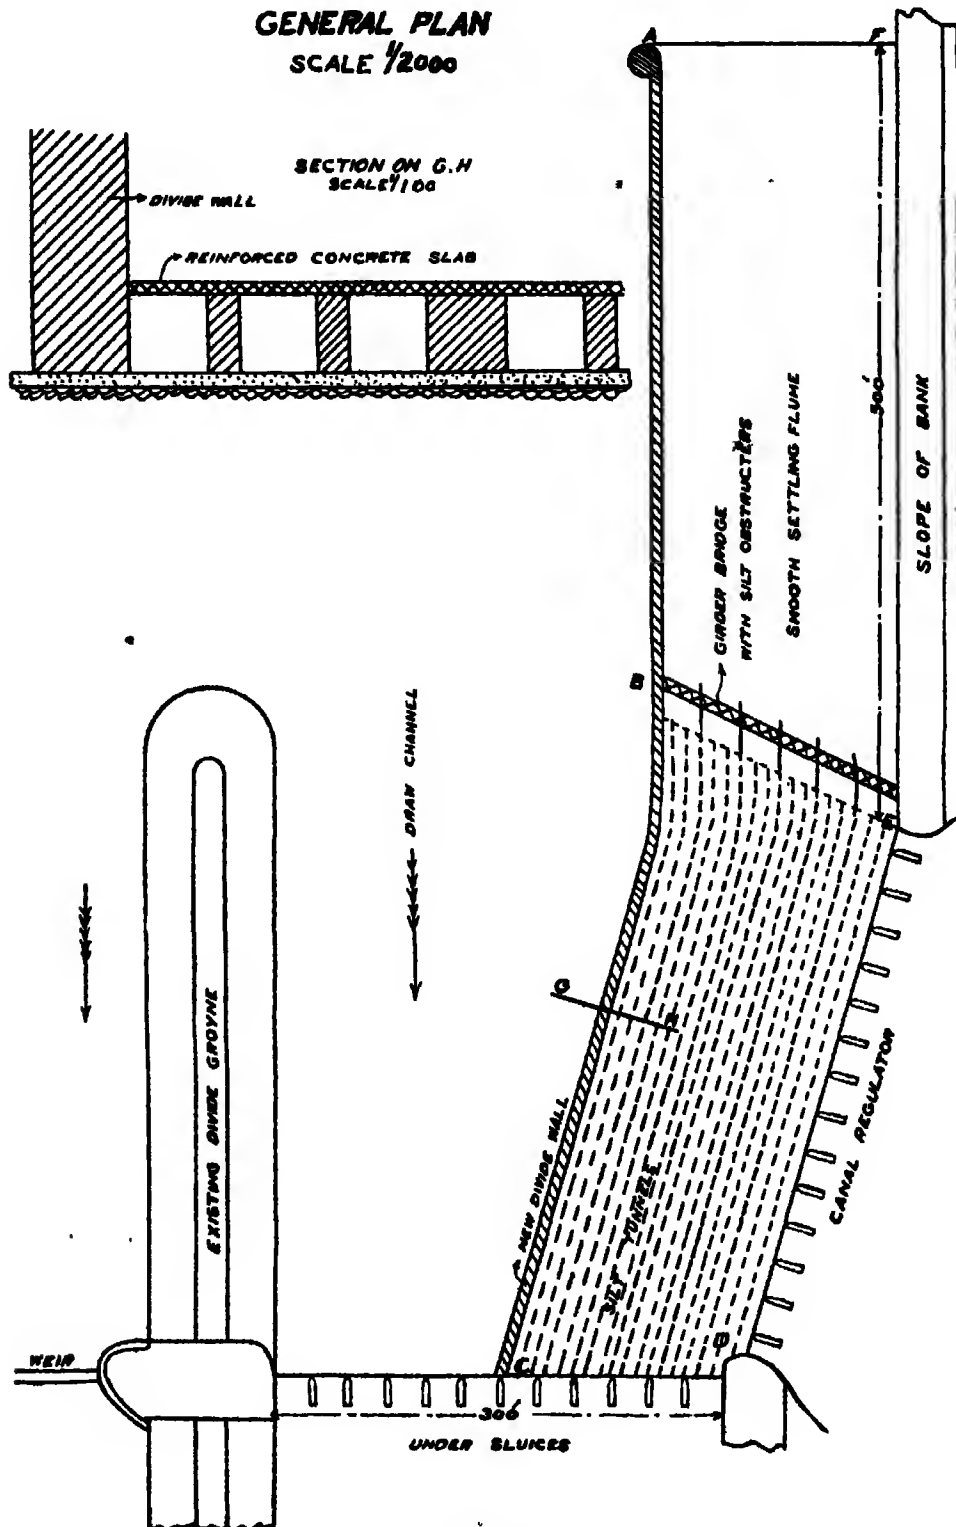 GENERAL PLAN
SCALE 1/2000
SECTION ON G.H
SCALE 1/100
DIVIDE WALL
REINFORCED CONCRETE SLAB
A
F
500'
SLOPE OF BANK
GIRDER BRIDGE
WITH SILT OBSTRUCTERS
SMOOTH SETTLING FLUME
B
E
DRAW CHANNEL
EXISTING DIVIDE GROYNE
G
H
NEW DIVIDE WALL
SILT TUNNELS
CANAL REGULATOR
WEIR
C
D
300'
UNDER SLUICES